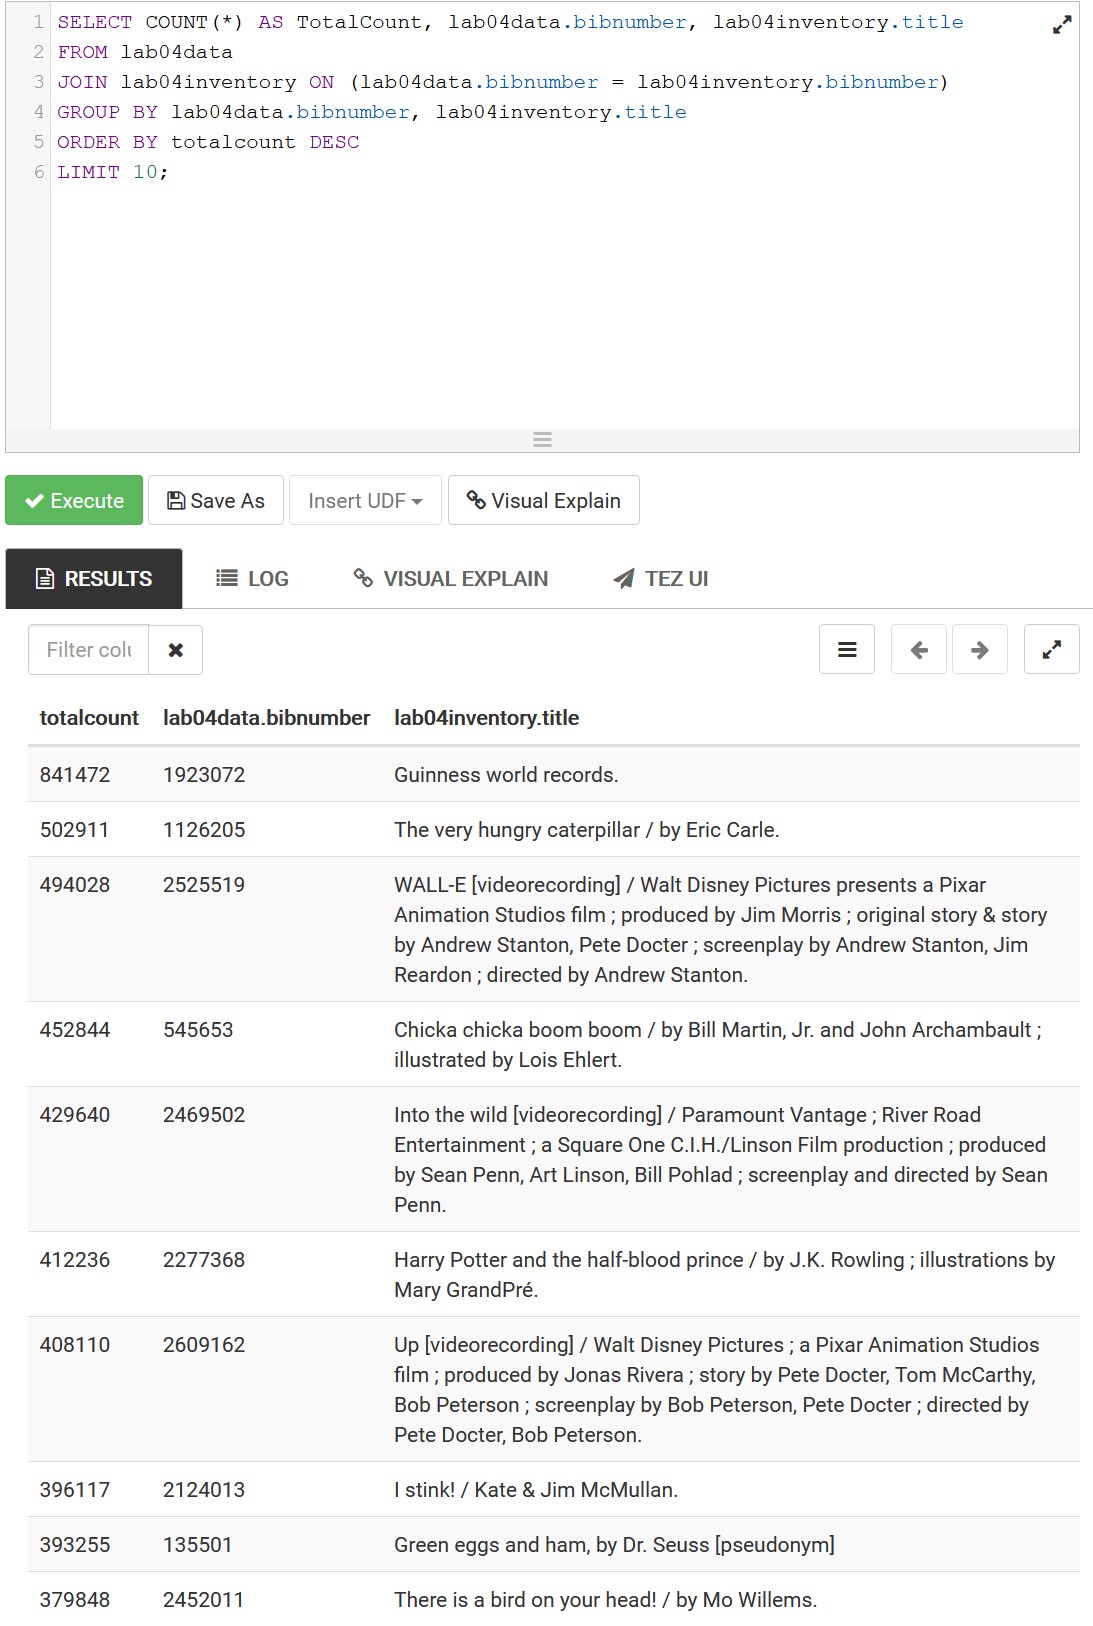 1 SELECT COUNT(*) AS TotalCount, lab04data.bibnumber, lab04inventory.title
2 FROM lab04data
3 JOIN lab04inventory ON (lab04data.bibnumber = lab04inventory.bibnumber)
4 GROUP BY lab04data.bibnumber, lab04inventory.title
5 ORDER BY totalcount DESC
6 LIMIT 10;
Execute Save As Insert UDF Visual Explain
RESULTS LOG VISUAL EXPLAIN TEZ UI
Filter colu
totalcount lab04data.bibnumber lab04inventory.title
841472 1923072 Guinness world records.
502911 1126205 The very hungry caterpillar / by Eric Carle.
494028 2525519 WALL-E [videorecording] / Walt Disney Pictures presents a Pixar
Animation Studios film ; produced by Jim Morris ; original story & story
by Andrew Stanton, Pete Docter ; screenplay by Andrew Stanton, Jim
Reardon ; directed by Andrew Stanton.
452844 545653 Chicka chicka boom boom / by Bill Martin, Jr. and John Archambault ;
illustrated by Lois Ehlert.
429640 2469502 Into the wild [videorecording] / Paramount Vantage ; River Road
Entertainment ; a Square One C.I.H./Linson Film production ; produced
by Sean Penn, Art Linson, Bill Pohlad ; screenplay and directed by Sean
Penn.
412236 2277368 Harry Potter and the half-blood prince / by J.K. Rowling ; illustrations by
Mary GrandPré.
408110 2609162 Up [videorecording] / Walt Disney Pictures ; a Pixar Animation Studios
film ; produced by Jonas Rivera ; story by Pete Docter, Tom McCarthy,
Bob Peterson ; screenplay by Bob Peterson, Pete Docter ; directed by
Pete Docter, Bob Peterson.
396117 2124013 I stink! / Kate & Jim McMullan.
393255 135501 Green eggs and ham, by Dr. Seuss [pseudonym]
379848 2452011 There is a bird on your head! / by Mo Willems.